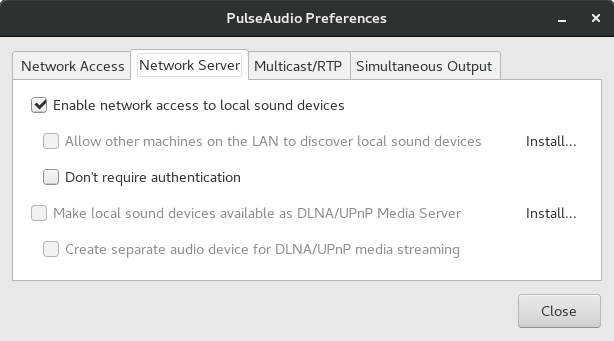 PulseAudio Preferences
Network Access Network Server Multicast/RTP Simultaneous Output
Enable network access to local sound devices
Allow other machines on the LAN to discover local sound devices Install...
Don't require authentication
Make local sound devices available as DLNA/UPnP Media Server Install...
Create separate audio device for DLNA/UPnP media streaming
Close